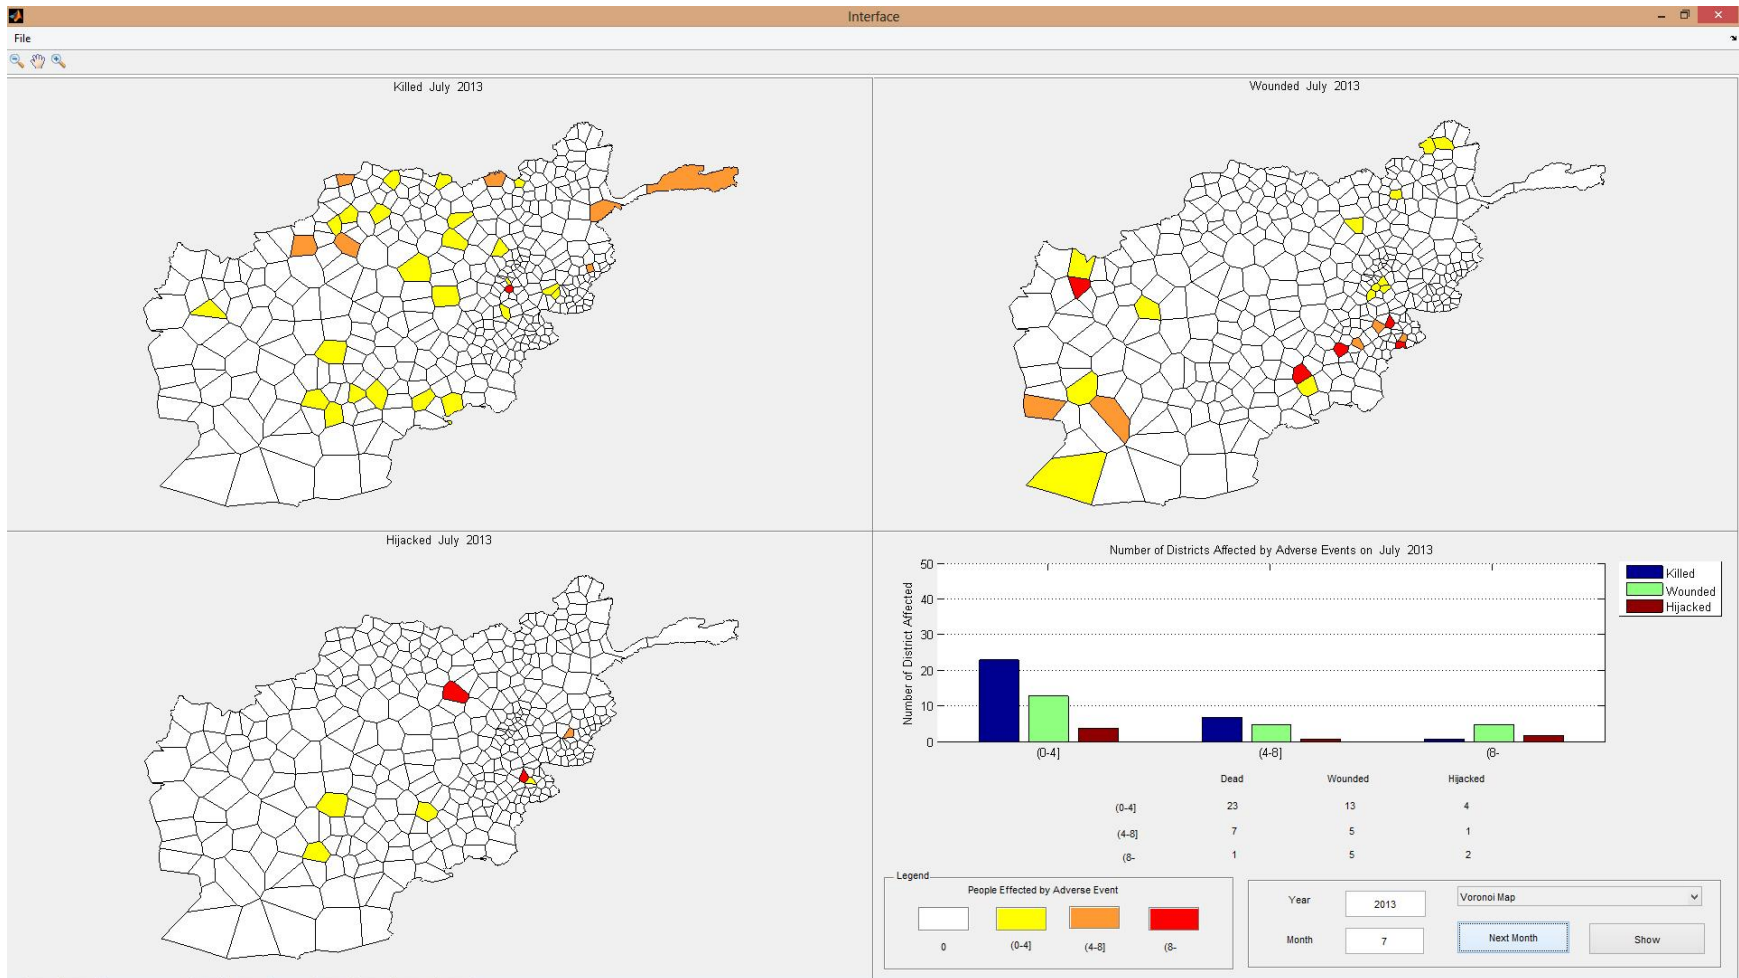 Interface
File
Killed July 2013
Wounded July 2013
Hijacked July 2013
Number of Districts Affected by Adverse Events on July 2013
Number of District Affected
50
40
30
20
10
0
(0-4]
(4-8]
(8-
Killed
Wounded
Hijacked
Dead Wounded Hijacked
(0-4] 23 13 4
(4-8] 7 5 1
(8- 1 5 2
Legend
People Effected by Adverse Event
0 (0-4] (4-8] (8-
Year 2013 Voronoi Map
Month 7 Next Month Show